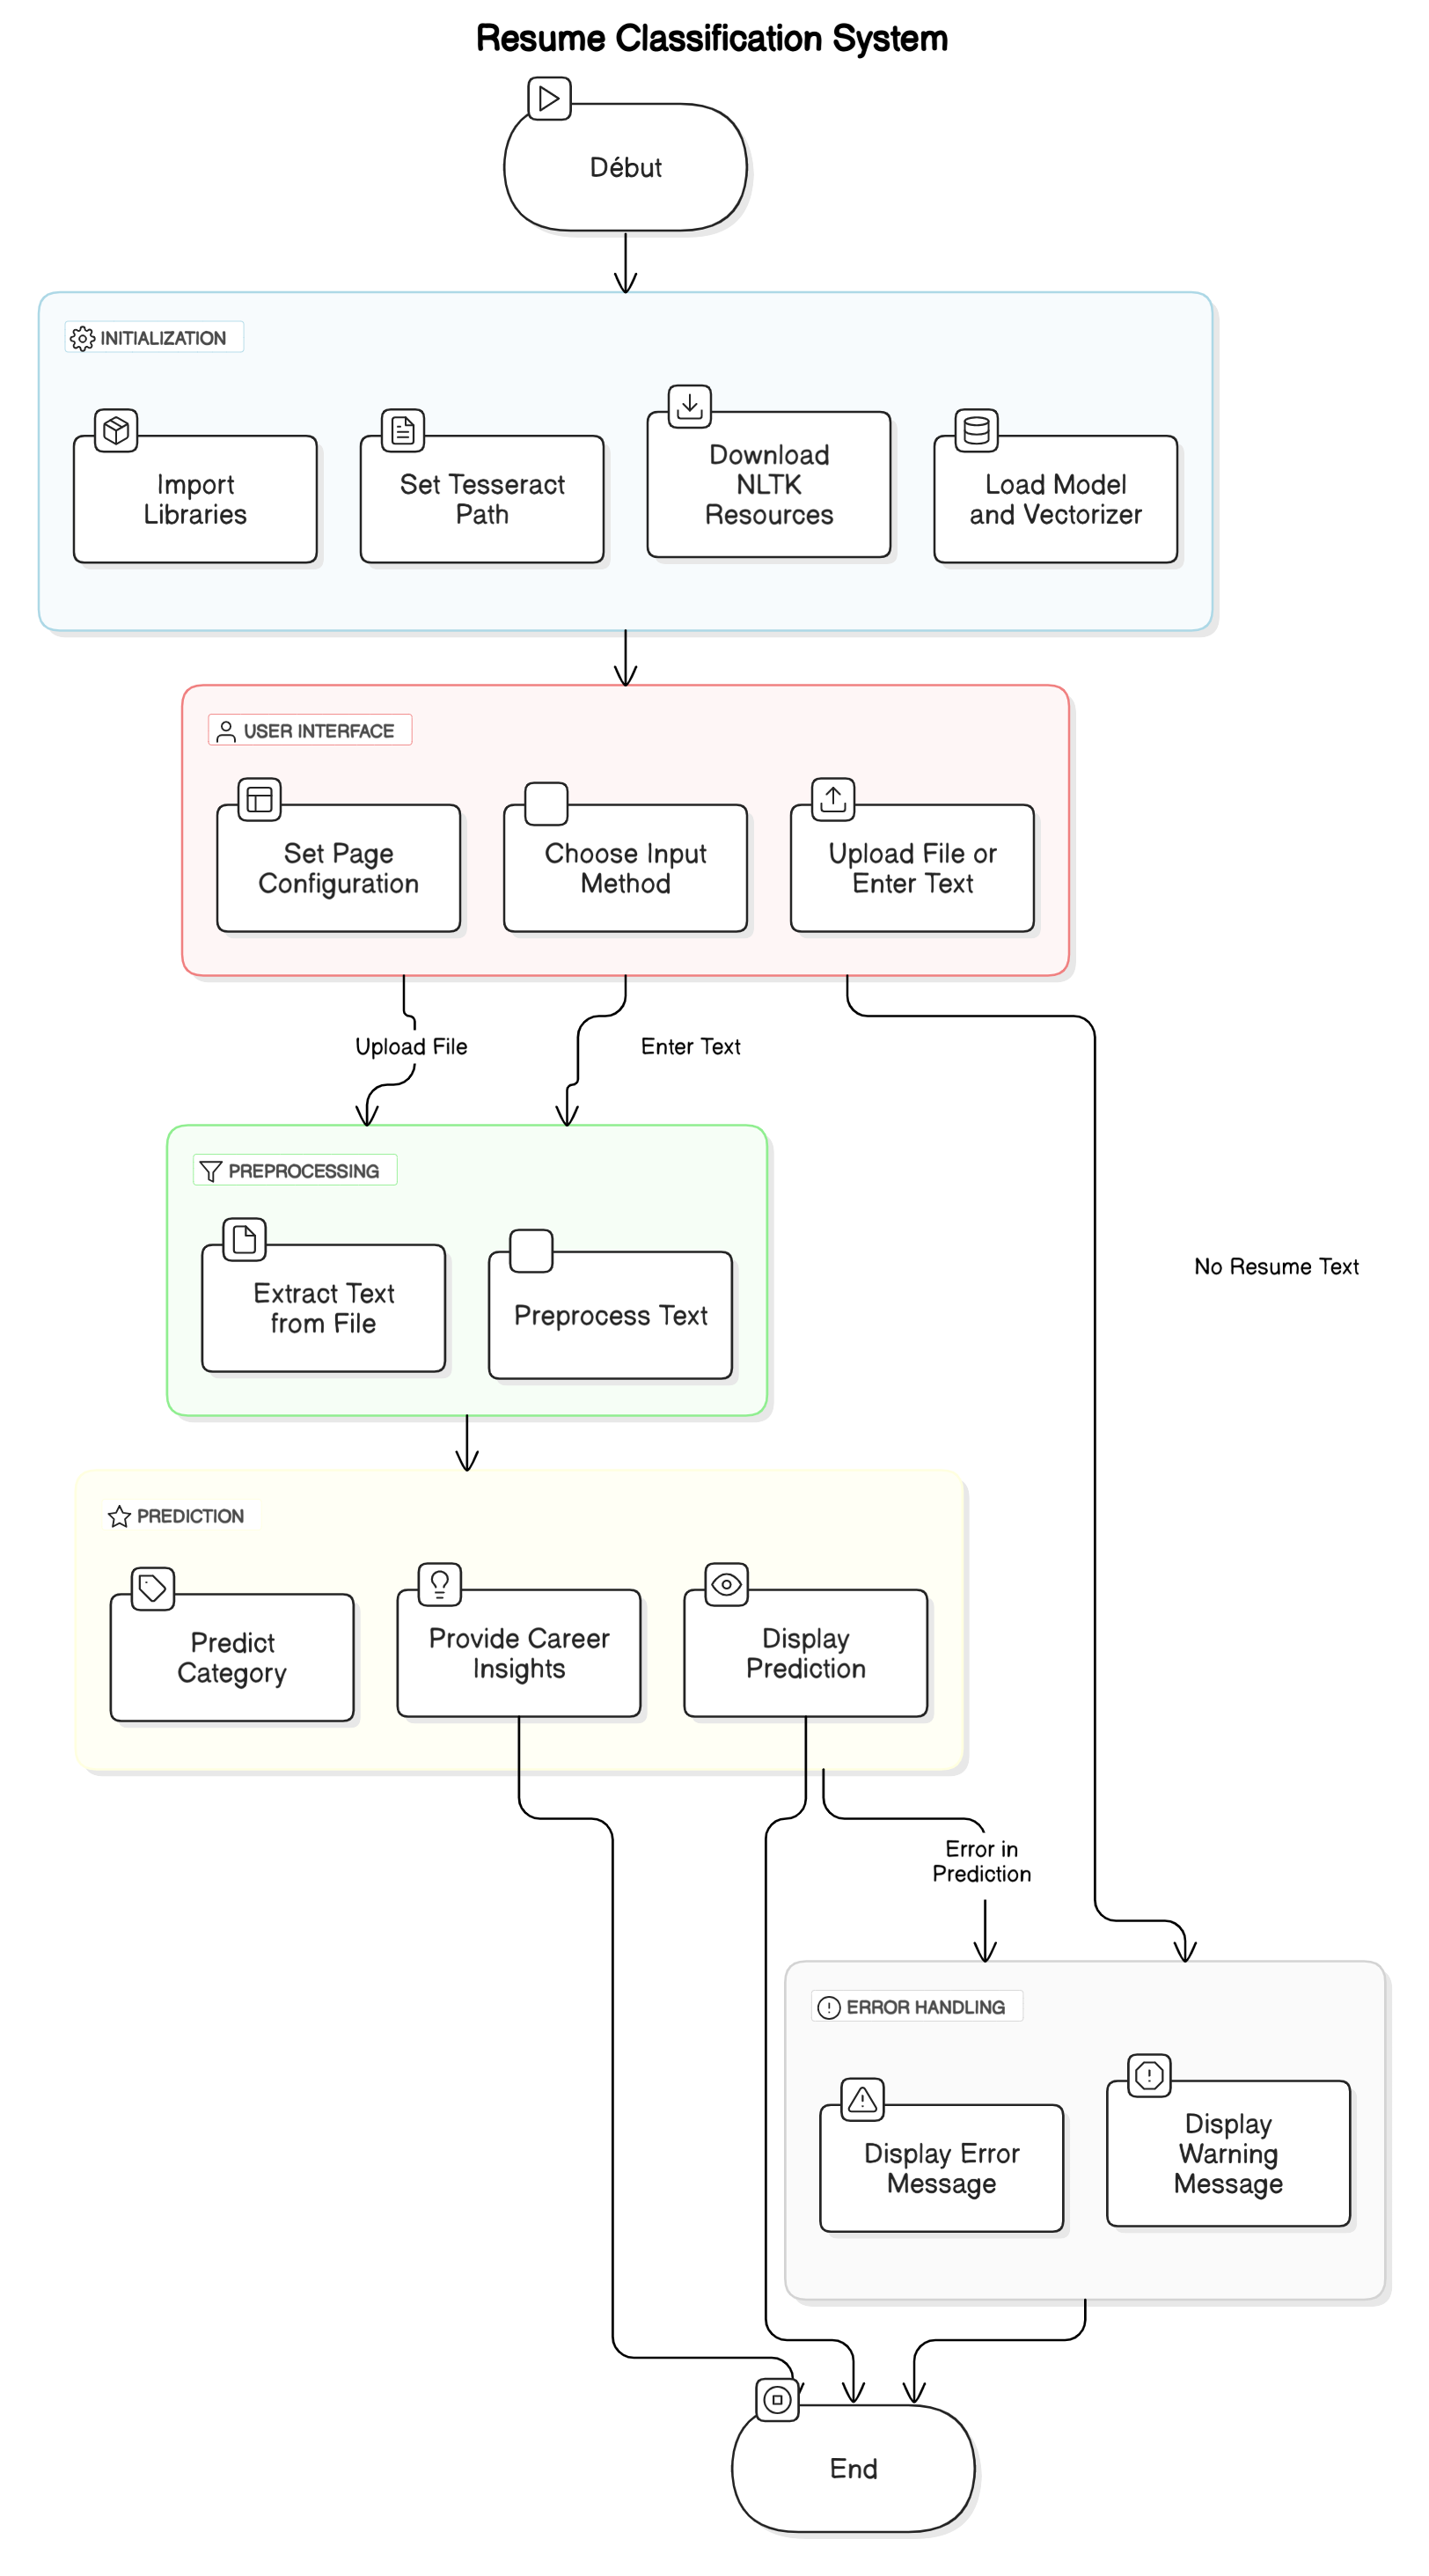 Resume Classification System
Début
INITIALIZATION
Import
Libraries
Set Tesseract
Path
Download
NLTK
Resources
Load Model
and Vectorizer
USER INTERFACE
Set Page
Configuration
Choose Input
Method
Upload File or
Enter Text
Upload File
Enter Text
No Resume Text
PREPROCESSING
Extract Text
from File
Preprocess Text
PREDICTION
Predict
Category
Provide Career
Insights
Display
Prediction
Error in
Prediction
ERROR HANDLING
Display Error
Message
Display
Warning
Message
End